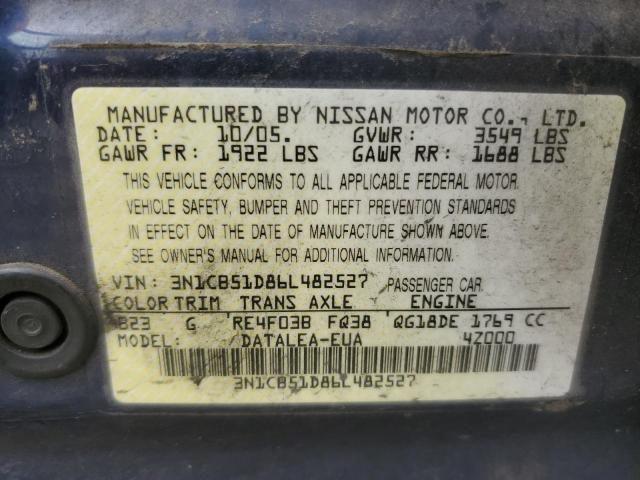 MANUFACTURED BY NISSAN MOTOR CO., LTD.
DATE: 10/05. GVWR: 3549 LBS
GAWR FR: 1922 LBS GAWR RR: 1688 LBS
THIS VEHICLE CONFORMS TO ALL APPLICABLE FEDERAL MOTOR
VEHICLE SAFETY, BUMPER AND THEFT PREVENTION STANDARDS
IN EFFECT ON THE DATE OF MANUFACTURE SHOWN ABOVE.
SEE OWNER'S MANUAL FOR ADDITIONAL INFORMATION.
VIN: 3N1CB51D86L482527 PASSENGER CAR
COLOR TRIM TRANS AXLE ENGINE
B23 G RE4F03B FQ38 QG18DE 1769 CC
MODEL: DATALEA-EUA 4Z000
3N1CB51D86L482527